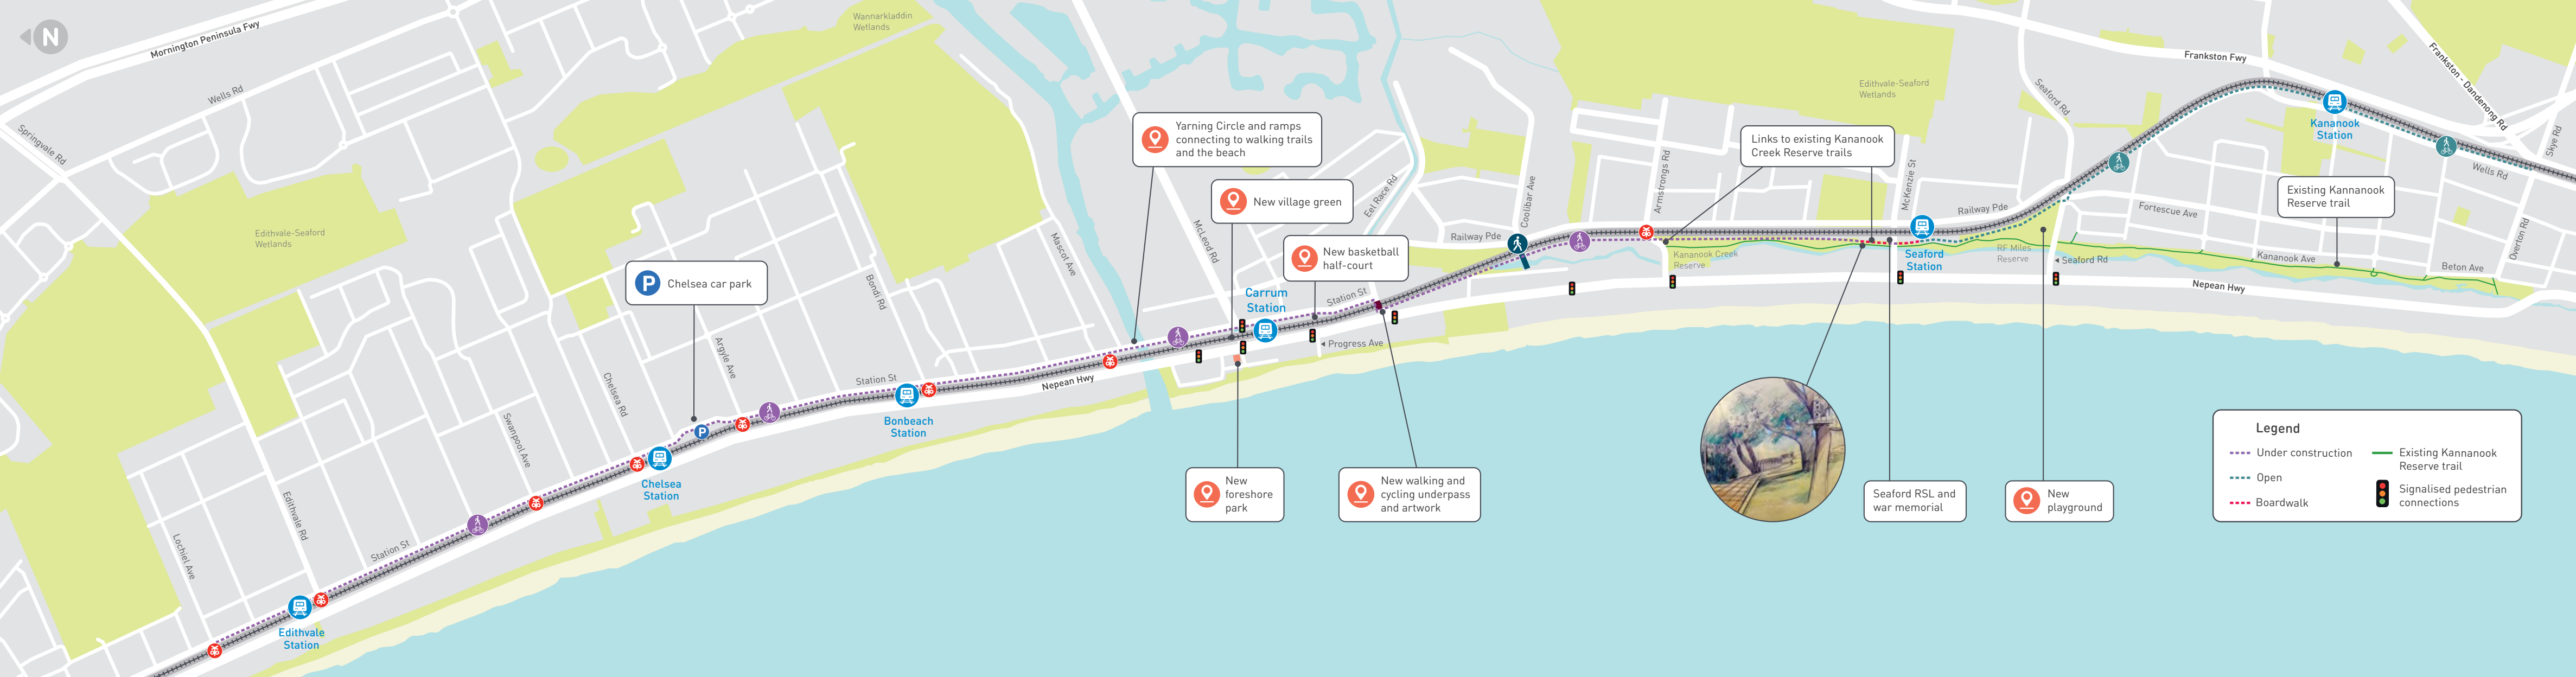 N
Mornington Peninsula Fwy
Wells Rd
Springvale Rd
Wannarkladdin
Wetlands
Edithvale-Seaford
Wetlands
Lochiel Ave
Edithvale Rd
Station St
Edithvale
Station
Swanpool Ave
Chelsea Rd
P
Chelsea car park
P
Chelsea
Station
Argyle Ave
Station St
Bondi Rd
Bonbeach
Station
Mascot Ave
Nepean Hwy
Yarning Circle and ramps
connecting to walking trails
and the beach
McLeod Rd
New village green
New basketball
half-court
Carrum
Station
Station St
Progress Ave
Eel Race Rd
New
foreshore
park
New walking and
cycling underpass
and artwork
Railway Pde
Coolibar Ave
Armstrongs Rd
Links to existing Kananook
Creek Reserve trails
Kananook Creek
Reserve
Edithvale-Seaford
Wetlands
McKenzie St
Seaford
Station
Railway Pde
RF Miles
Reserve
Seaford Rd
Seaford Rd
Seaford RSL and
war memorial
New
playground
Fortescue Ave
Frankston Fwy
Kananook
Station
Frankston - Dandenong Rd
Skye Rd
Wells Rd
Existing Kannanook
Reserve trail
Kananook Ave
Beton Ave
Overton Rd
Nepean Hwy
Legend
Under construction
Open
Boardwalk
Existing Kannanook
Reserve trail
Signalised pedestrian
connections